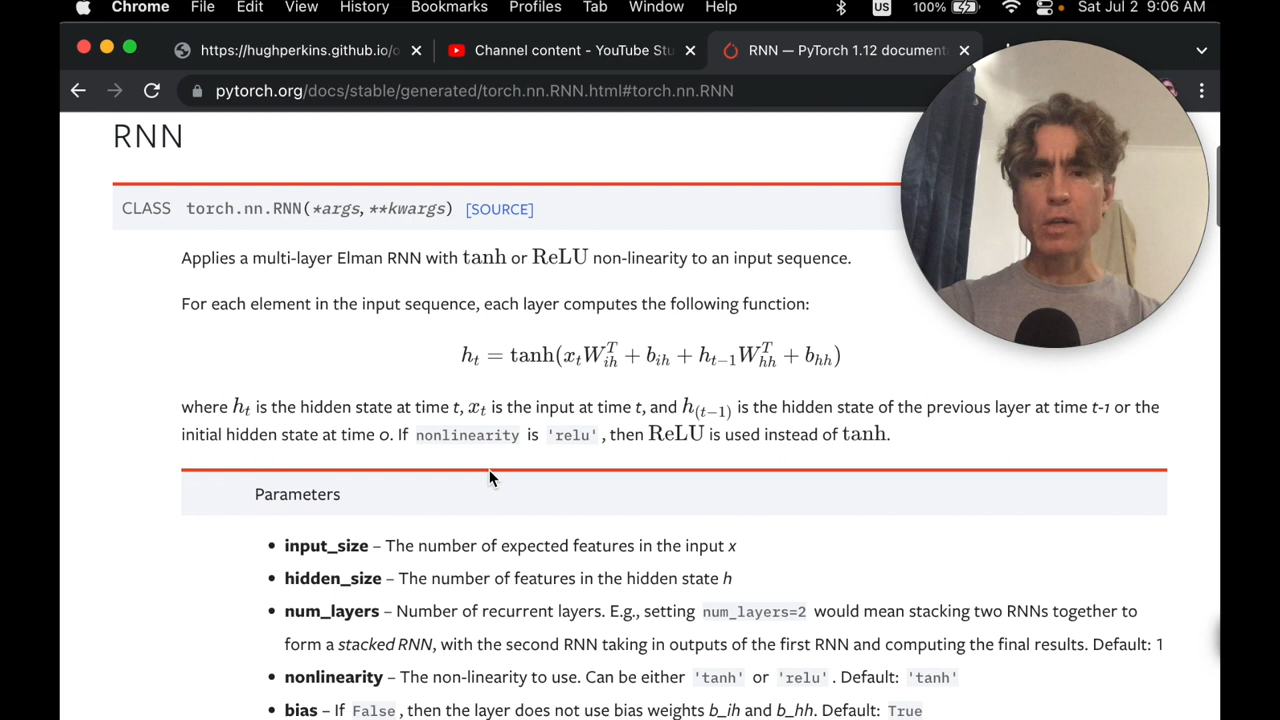 Chrome File Edit View History Bookmarks Profiles Tab Window Help US 100% Sat Jul 2 9:06 AM
https://hughperkins.github.io/o Channel content - YouTube Stu RNN — PyTorch 1.12 document
pytorch.org/docs/stable/generated/torch.nn.RNN.html#torch.nn.RNN
RNN
CLASS torch.nn.RNN(*args, **kwargs) [SOURCE]
Applies a multi-layer Elman RNN with tanh or ReLU non-linearity to an input sequence.
For each element in the input sequence, each layer computes the following function:
h_t = tanh(x_t W_{ih}^T + b_{ih} + h_{t−1} W_{hh}^T + b_{hh})
where h_t is the hidden state at time t, x_t is the input at time t, and h_{(t−1)} is the hidden state of the previous layer at time t-1 or the
initial hidden state at time 0. If nonlinearity is 'relu', then ReLU is used instead of tanh.
Parameters
• input_size – The number of expected features in the input x
• hidden_size – The number of features in the hidden state h
• num_layers – Number of recurrent layers. E.g., setting num_layers=2 would mean stacking two RNNs together to
form a stacked RNN, with the second RNN taking in outputs of the first RNN and computing the final results. Default: 1
• nonlinearity – The non-linearity to use. Can be either 'tanh' or 'relu'. Default: 'tanh'
• bias – If False, then the layer does not use bias weights b_ih and b_hh. Default: True